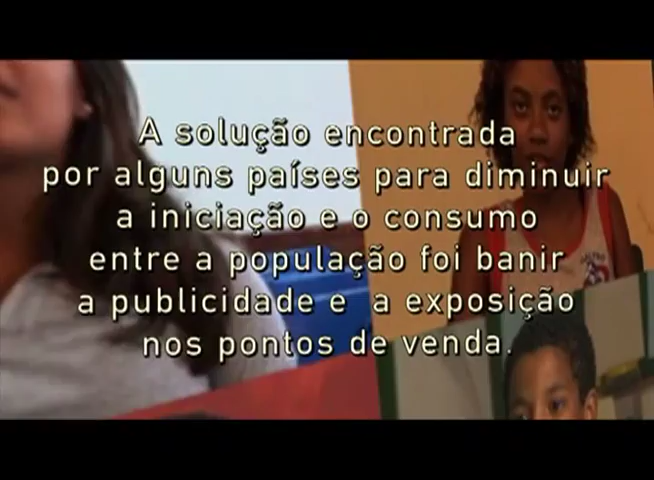 A solução encontrada
por alguns países para diminuir
a iniciação e o consumo
entre a população foi banir
a publicidade e a exposição
nos pontos de venda.